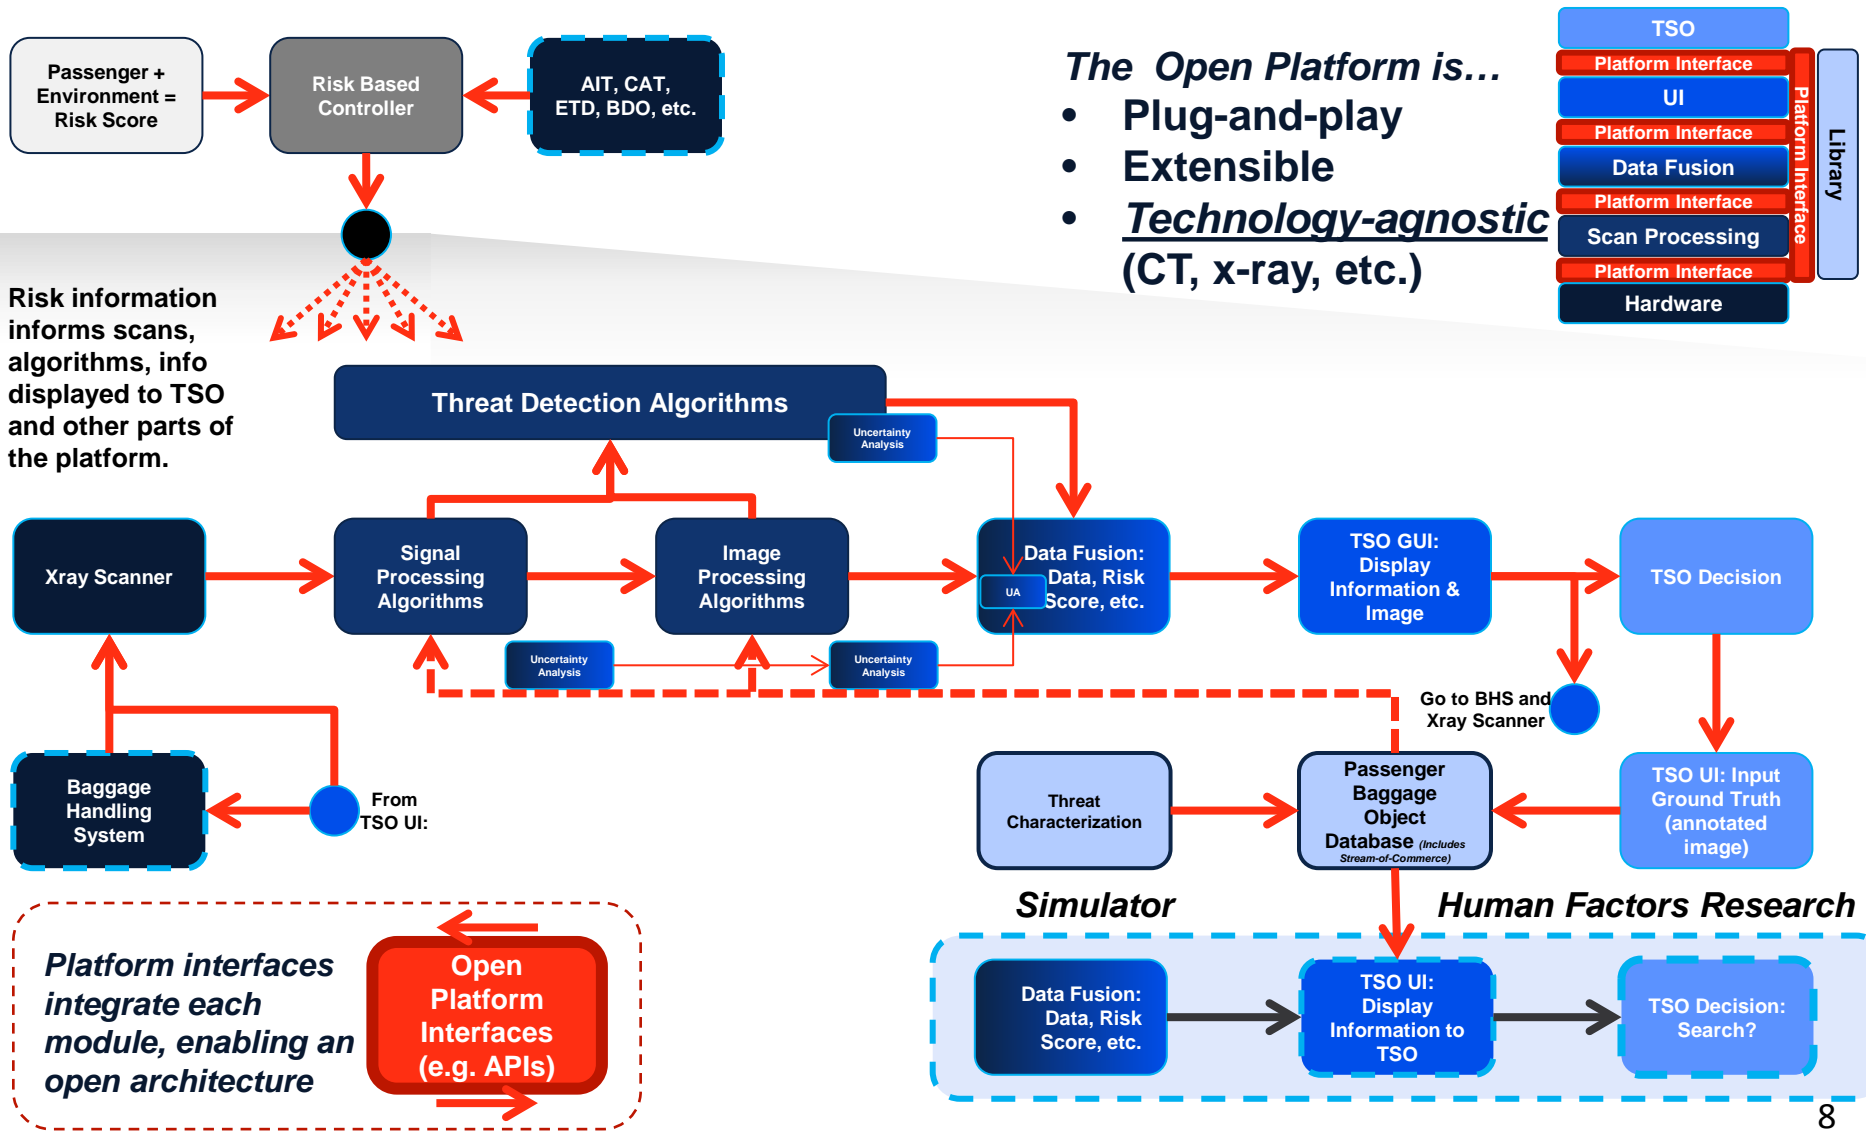 Passenger +
Environment =
Risk Score
Risk Based
Controller
AIT, CAT,
ETD, BDO, etc.
The Open Platform is…
• Plug-and-play
• Extensible
• Technology-agnostic
(CT, x-ray, etc.)
TSO
Platform Interface
UI
Platform Interface
Data Fusion
Platform Interface
Scan Processing
Platform Interface
Hardware
Platform Interface
Library
Risk information
informs scans,
algorithms, info
displayed to TSO
and other parts of
the platform.
Threat Detection Algorithms
Uncertainty
Analysis
Xray Scanner
Signal
Processing
Algorithms
Image
Processing
Algorithms
Data Fusion:
Data, Risk
Score, etc.
UA
TSO GUI:
Display
Information &
Image
TSO Decision
Uncertainty
Analysis
Uncertainty
Analysis
Go to BHS and
Xray Scanner
Baggage
Handling
System
From
TSO UI:
Threat
Characterization
Passenger
Baggage
Object
Database (Includes
Stream-of-Commerce)
TSO UI: Input
Ground Truth
(annotated
image)
Simulator
Human Factors Research
Platform interfaces
integrate each
module, enabling an
open architecture
Open
Platform
Interfaces
(e.g. APIs)
Data Fusion:
Data, Risk
Score, etc.
TSO UI:
Display
Information to
TSO
TSO Decision:
Search?
8